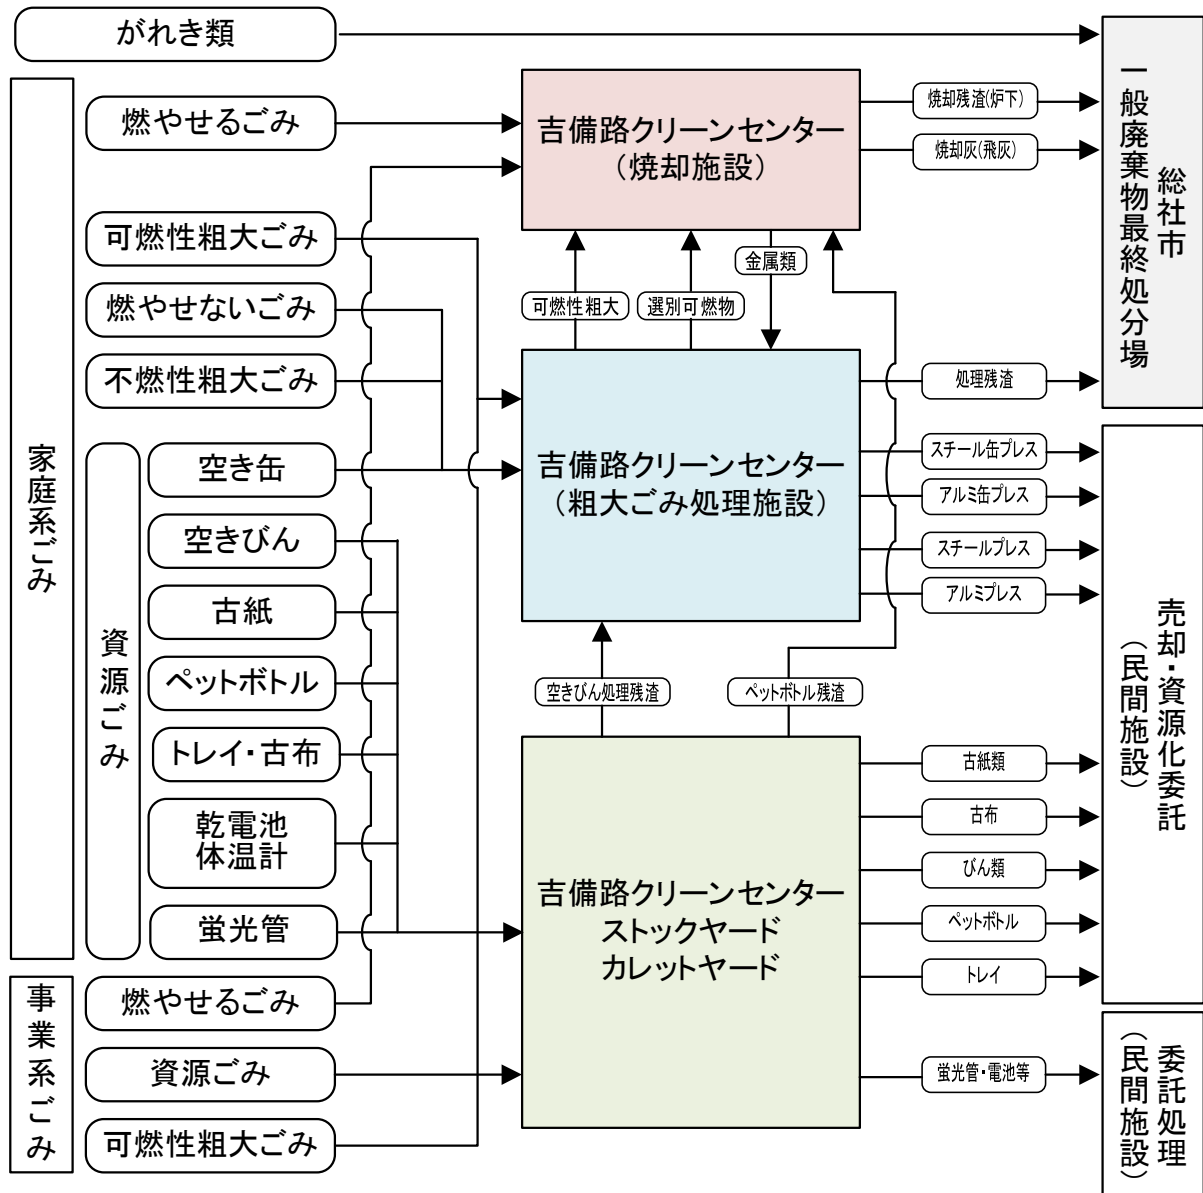 がれき類
家庭系ごみ
燃やせるごみ
可燃性粗大ごみ
燃やせないごみ
不燃性粗大ごみ
資源ごみ
空き缶
空きびん
古紙
ペットボトル
トレイ・古布
乾電池
体温計
蛍光管
事業系ごみ
燃やせるごみ
資源ごみ
可燃性粗大ごみ
吉備路クリーンセンター
（焼却施設）
可燃性粗大
選別可燃物
金属類
吉備路クリーンセンター
（粗大ごみ処理施設）
空きびん処理残渣
ペットボトル残渣
吉備路クリーンセンター
ストックヤード
カレットヤード
焼却残渣(炉下)
焼却灰(飛灰)
処理残渣
スチール缶プレス
アルミ缶プレス
スチールプレス
アルミプレス
古紙類
古布
びん類
ペットボトル
トレイ
蛍光管・電池等
総社市
一般廃棄物最終処分場
売却・資源化委託
（民間施設）
委託処理
（民間施設）